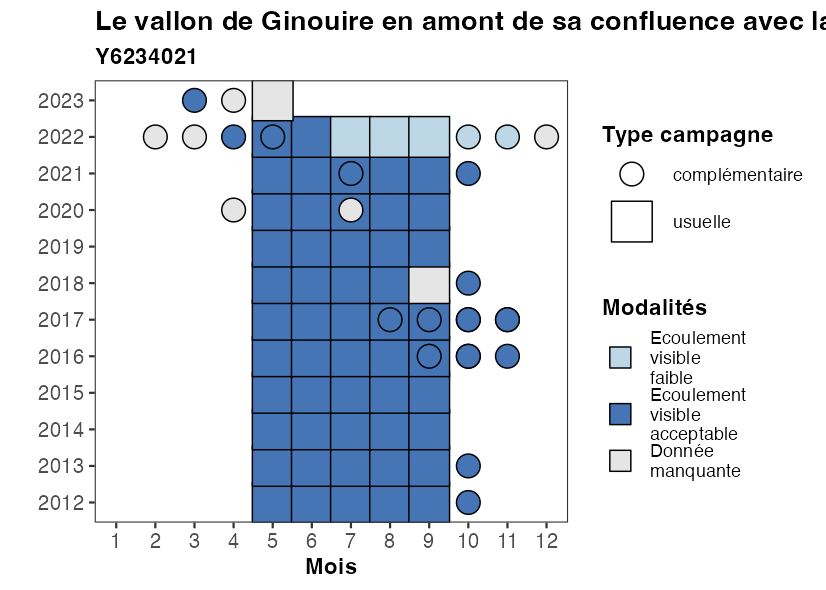 Le vallon de Ginouire en amont de sa confluence avec
Y6234021
2023
2022
2021
2020
2019
2018
2017
2016
2015
2014
2013
2012
1 2 3 4 5 6 7 8 9 10 11 12
Mois
Type campagne
complémentaire
usuelle
Modalités
Ecoulement
visible
faible
Ecoulement
visible
acceptable
Donnée
manquante